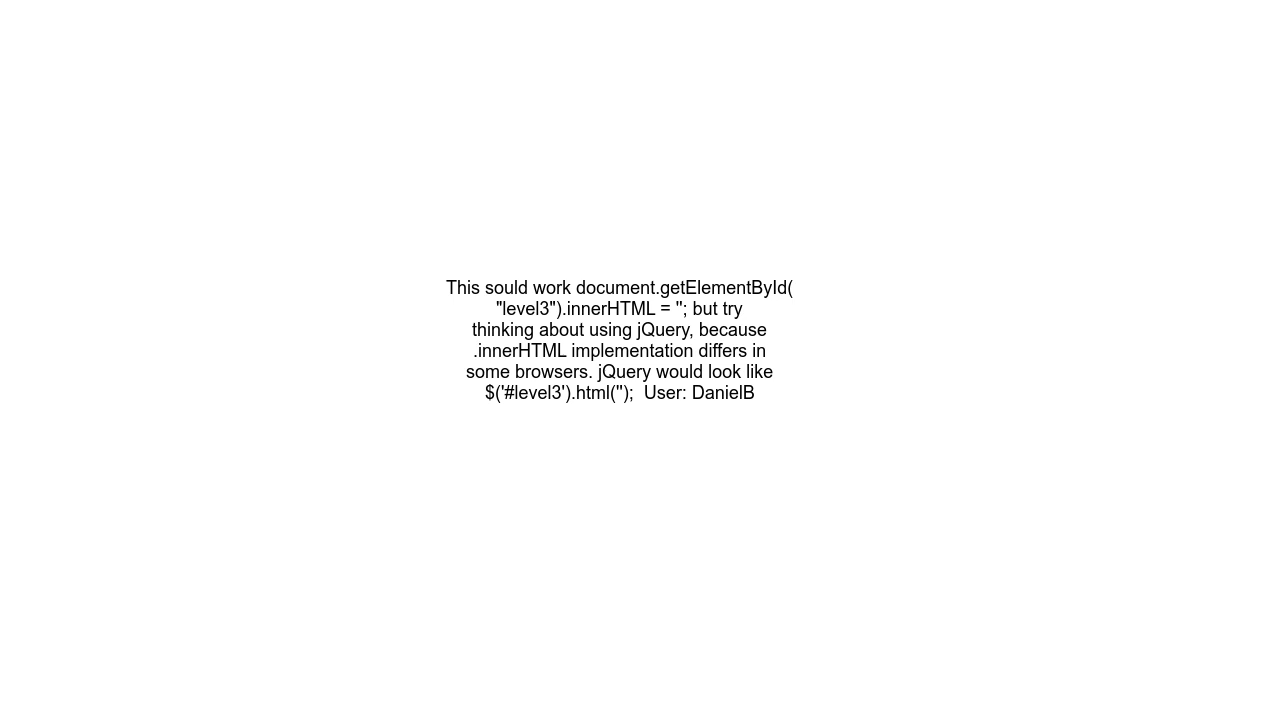 This sould work document.getElementById(
"level3").innerHTML = ''; but try
thinking about using jQuery, because
.innerHTML implementation differs in
some browsers. jQuery would look like
$('#level3').html('');  User: DanielB